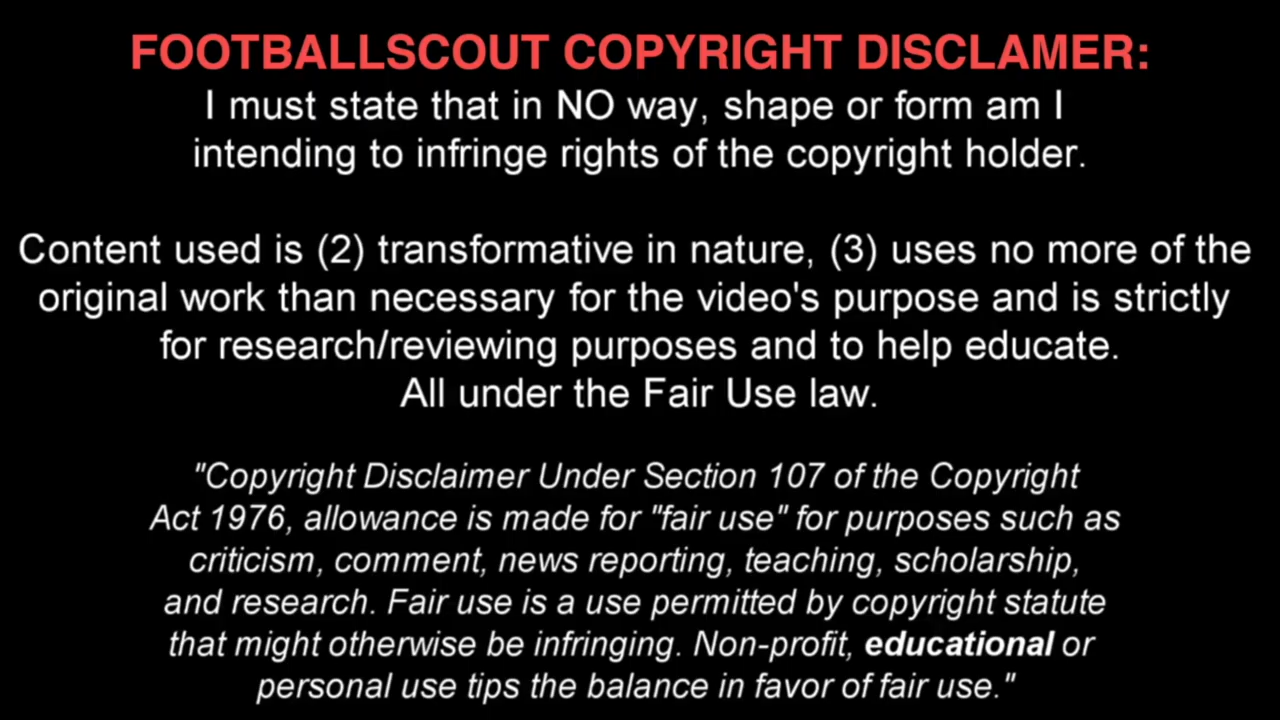 FOOTBALLSCOUT COPYRIGHT DISCLAMER:
I must state that in NO way, shape or form am I
intending to infringe rights of the copyright holder.
Content used is (2) transformative in nature, (3) uses no more of the
original work than necessary for the video's purpose and is strictly
for research/reviewing purposes and to help educate.
All under the Fair Use law.
"Copyright Disclaimer Under Section 107 of the Copyright
Act 1976, allowance is made for "fair use" for purposes such as
criticism, comment, news reporting, teaching, scholarship,
and research. Fair use is a use permitted by copyright statute
that might otherwise be infringing. Non-profit, educational or
personal use tips the balance in favor of fair use."